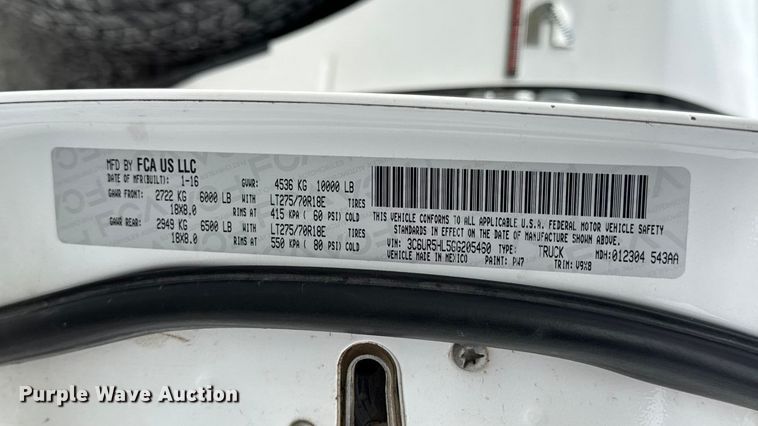 MFD BY FCA US LLC
DATE OF MFR(BUILT): 1-16
GVWR: 4536 KG 10000 LB
GAWR FRONT: 2722 KG 6000 LB LT275/70R18E TIRES
18X8.0 RIMS AT 415 KPA ( 60 PSI) COLD
GAWR REAR: 2949 KG 6500 LB LT275/70R18E TIRES
18X8.0 RIMS AT 550 KPA ( 80 PSI) COLD
THIS VEHICLE CONFORMS TO ALL APPLICABLE U.S.A. FEDERAL MOTOR VEHICLE SAFETY
STANDARDS IN EFFECT ON THE DATE OF MANUFACTURE SHOWN ABOVE.
VIN: 3C6UR5HL5GG205460 TYPE: TRUCK MDH: 012304 543AA
VEHICLE MADE IN MEXICO PAINT: PW7 TRIM: V9X8
Purple Wave Auction